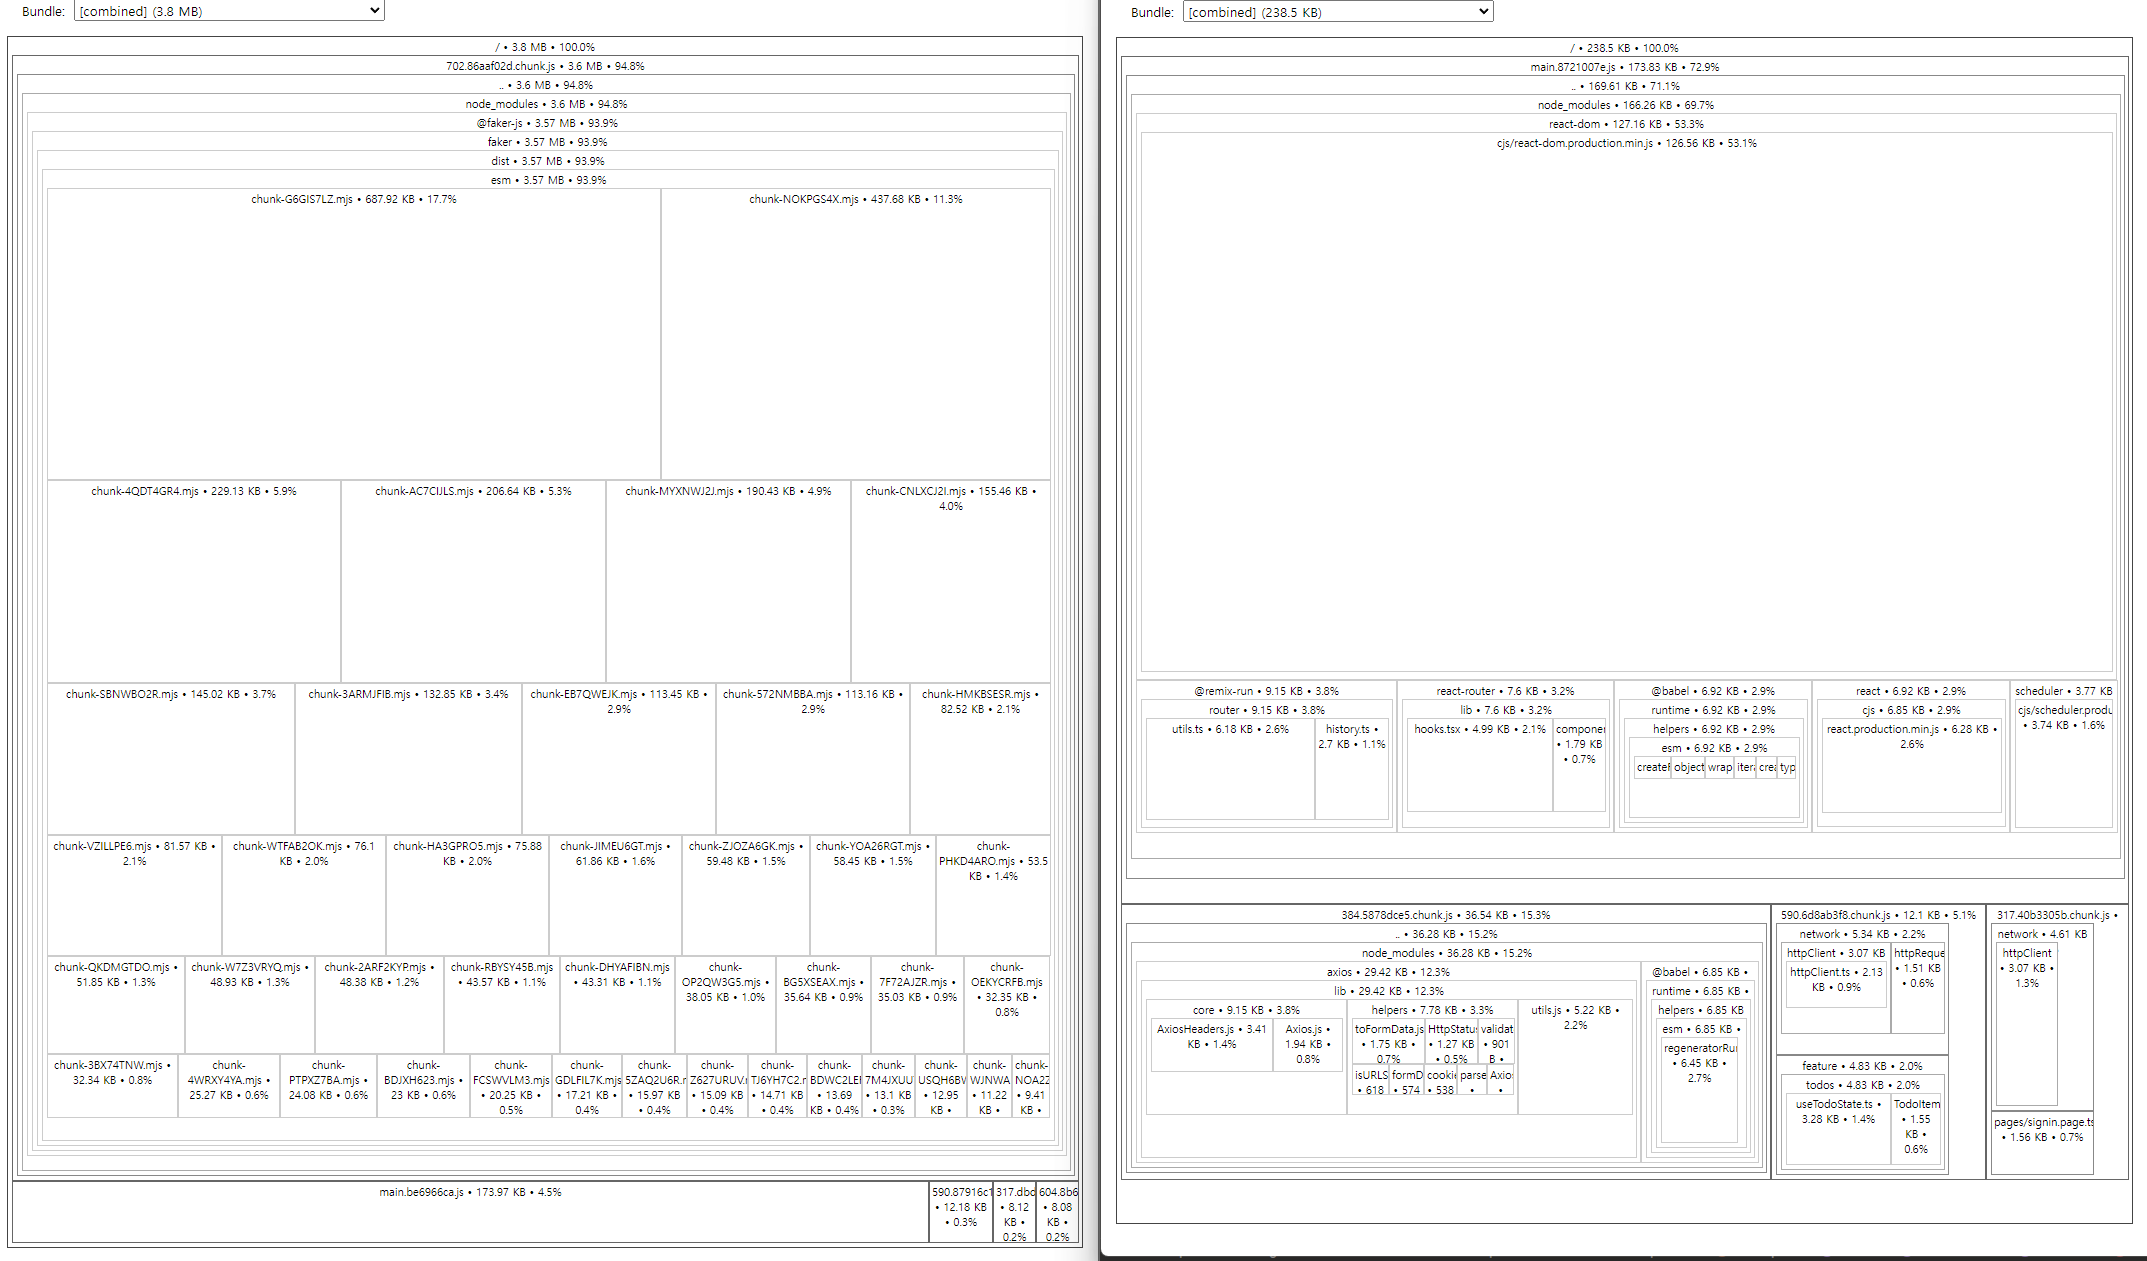 Bundle: [combined] (3.8 MB)
/ • 3.8 MB • 100.0%
702.86aaf02d.chunk.js • 3.6 MB • 94.8%
.. • 3.6 MB • 94.8%
node_modules • 3.6 MB • 94.8%
@faker-js • 3.57 MB • 93.9%
faker • 3.57 MB • 93.9%
dist • 3.57 MB • 93.9%
esm • 3.57 MB • 93.9%
chunk-G6GIS7LZ.mjs • 687.92 KB • 17.7%
chunk-NOKPGS4X.mjs • 437.68 KB • 11.3%
chunk-4QDT4GR4.mjs • 229.13 KB • 5.9%
chunk-AC7CIJLS.mjs • 206.64 KB • 5.3%
chunk-MYXNWJ2J.mjs • 190.43 KB • 4.9%
chunk-CNLXCJ2I.mjs • 155.46 KB •
4.0%
chunk-SBNWBO2R.mjs • 145.02 KB • 3.7%
chunk-3ARMJFIB.mjs • 132.85 KB • 3.4%
chunk-EB7QWEJK.mjs • 113.45 KB •
2.9%
chunk-572NMBBA.mjs • 113.16 KB •
2.9%
chunk-HMKBSESR.mjs •
82.52 KB • 2.1%
chunk-VZILLPE6.mjs • 81.57 KB •
2.1%
chunk-WTFAB2OK.mjs • 76.1
KB • 2.0%
chunk-HA3GPRO5.mjs • 75.88
KB • 2.0%
chunk-JIMEU6GT.mjs •
61.86 KB • 1.6%
chunk-ZJOZA6GK.mjs •
59.48 KB • 1.5%
chunk-YOA26RGT.mjs •
58.45 KB • 1.5%
chunk-
PHKD4ARO.mjs • 53.5
KB • 1.4%
chunk-QKDMGTDO.mjs •
51.85 KB • 1.3%
chunk-W7Z3VRYQ.mjs •
48.93 KB • 1.3%
chunk-2ARF2KYP.mjs •
48.38 KB • 1.2%
chunk-RBYSY45B.mjs
• 43.57 KB • 1.1%
chunk-DHYAFIBN.mjs
• 43.31 KB • 1.1%
chunk-
OP2QW3G5.mjs •
38.05 KB • 1.0%
chunk-
BG5XSEAX.mjs •
35.64 KB • 0.9%
chunk-
7F72AJZR.mjs •
35.03 KB • 0.9%
chunk-
OEKYCRFB.mjs
• 32.35 KB •
0.8%
chunk-3BX74TNW.mjs •
32.34 KB • 0.8%
chunk-
4WRXY4YA.mjs •
25.27 KB • 0.6%
chunk-
PTPXZ7BA.mjs •
24.08 KB • 0.6%
chunk-
BDJXH623.mjs •
23 KB • 0.6%
chunk-
FCSWVLM3.mjs
• 20.25 KB •
0.5%
chunk-
GDLFIL7K.mjs
• 17.21 KB •
0.4%
chunk-
5ZAQ2U6R.r
• 15.97 KB
• 0.4%
chunk-
Z627URUV.r
• 15.09 KB
• 0.4%
chunk-
TJ6YH7C2.r
• 14.71 KB
• 0.4%
chunk-
BDWC2LEI
• 13.69
KB • 0.4%
chunk-
7M4JXUU
• 13.1 KB
• 0.3%
chunk-
USQH6BV
• 12.95
KB •
chunk-
WJNWA
• 11.22
KB •
chunk-
NOA2Z
• 9.41
KB •
main.be6966ca.js • 173.97 KB • 4.5%
590.87916c1
• 12.18 KB
• 0.3%
317.dbd
• 8.12
KB •
0.2%
604.8b6
• 8.08
KB •
0.2%
Bundle: [combined] (238.5 KB)
/ • 238.5 KB • 100.0%
main.8721007e.js • 173.83 KB • 72.9%
.. • 169.61 KB • 71.1%
node_modules • 166.26 KB • 69.7%
react-dom • 127.16 KB • 53.3%
cjs/react-dom.production.min.js • 126.56 KB • 53.1%
@remix-run • 9.15 KB • 3.8%
router • 9.15 KB • 3.8%
utils.ts • 6.18 KB • 2.6%
history.ts •
2.7 KB • 1.1%
react-router • 7.6 KB • 3.2%
lib • 7.6 KB • 3.2%
hooks.tsx • 4.99 KB • 2.1%
componer
• 1.79 KB
• 0.7%
@babel • 6.92 KB • 2.9%
runtime • 6.92 KB • 2.9%
helpers • 6.92 KB • 2.9%
esm • 6.92 KB • 2.9%
createF
object
wrap
iter
crea
typ
react • 6.92 KB • 2.9%
cjs • 6.85 KB • 2.9%
react.production.min.js • 6.28 KB •
2.6%
scheduler • 3.77 KB
cjs/scheduler.produ
• 3.74 KB • 1.6%
384.5878dce5.chunk.js • 36.54 KB • 15.3%
.. • 36.28 KB • 15.2%
node_modules • 36.28 KB • 15.2%
axios • 29.42 KB • 12.3%
lib • 29.42 KB • 12.3%
core • 9.15 KB • 3.8%
AxiosHeaders.js • 3.41
KB • 1.4%
Axios.js •
1.94 KB •
0.8%
helpers • 7.78 KB • 3.3%
toFormData.js
• 1.75 KB •
0.7%
HttpStatu
• 1.27 KB
• 0.5%
validat
• 901
B •
isURLS
• 618
formD
• 574
cooki
• 538
parse
•
Axio
•
utils.js • 5.22 KB •
2.2%
@babel • 6.85 KB •
runtime • 6.85 KB •
helpers • 6.85 KB
esm • 6.85 KB •
regeneratorRu
• 6.45 KB •
2.7%
590.6d8ab3f8.chunk.js • 12.1 KB • 5.1%
network • 5.34 KB • 2.2%
httpClient • 3.07 KB
httpClient.ts • 2.13
KB • 0.9%
httpReque
• 1.51 KB
• 0.6%
feature • 4.83 KB • 2.0%
todos • 4.83 KB • 2.0%
useTodoState.ts •
3.28 KB • 1.4%
TodoItem
• 1.55
KB •
0.6%
317.40b3305b.chunk.js •
network • 4.61 KB
httpClient
• 3.07 KB •
1.3%
pages/signin.page.ts
• 1.56 KB • 0.7%